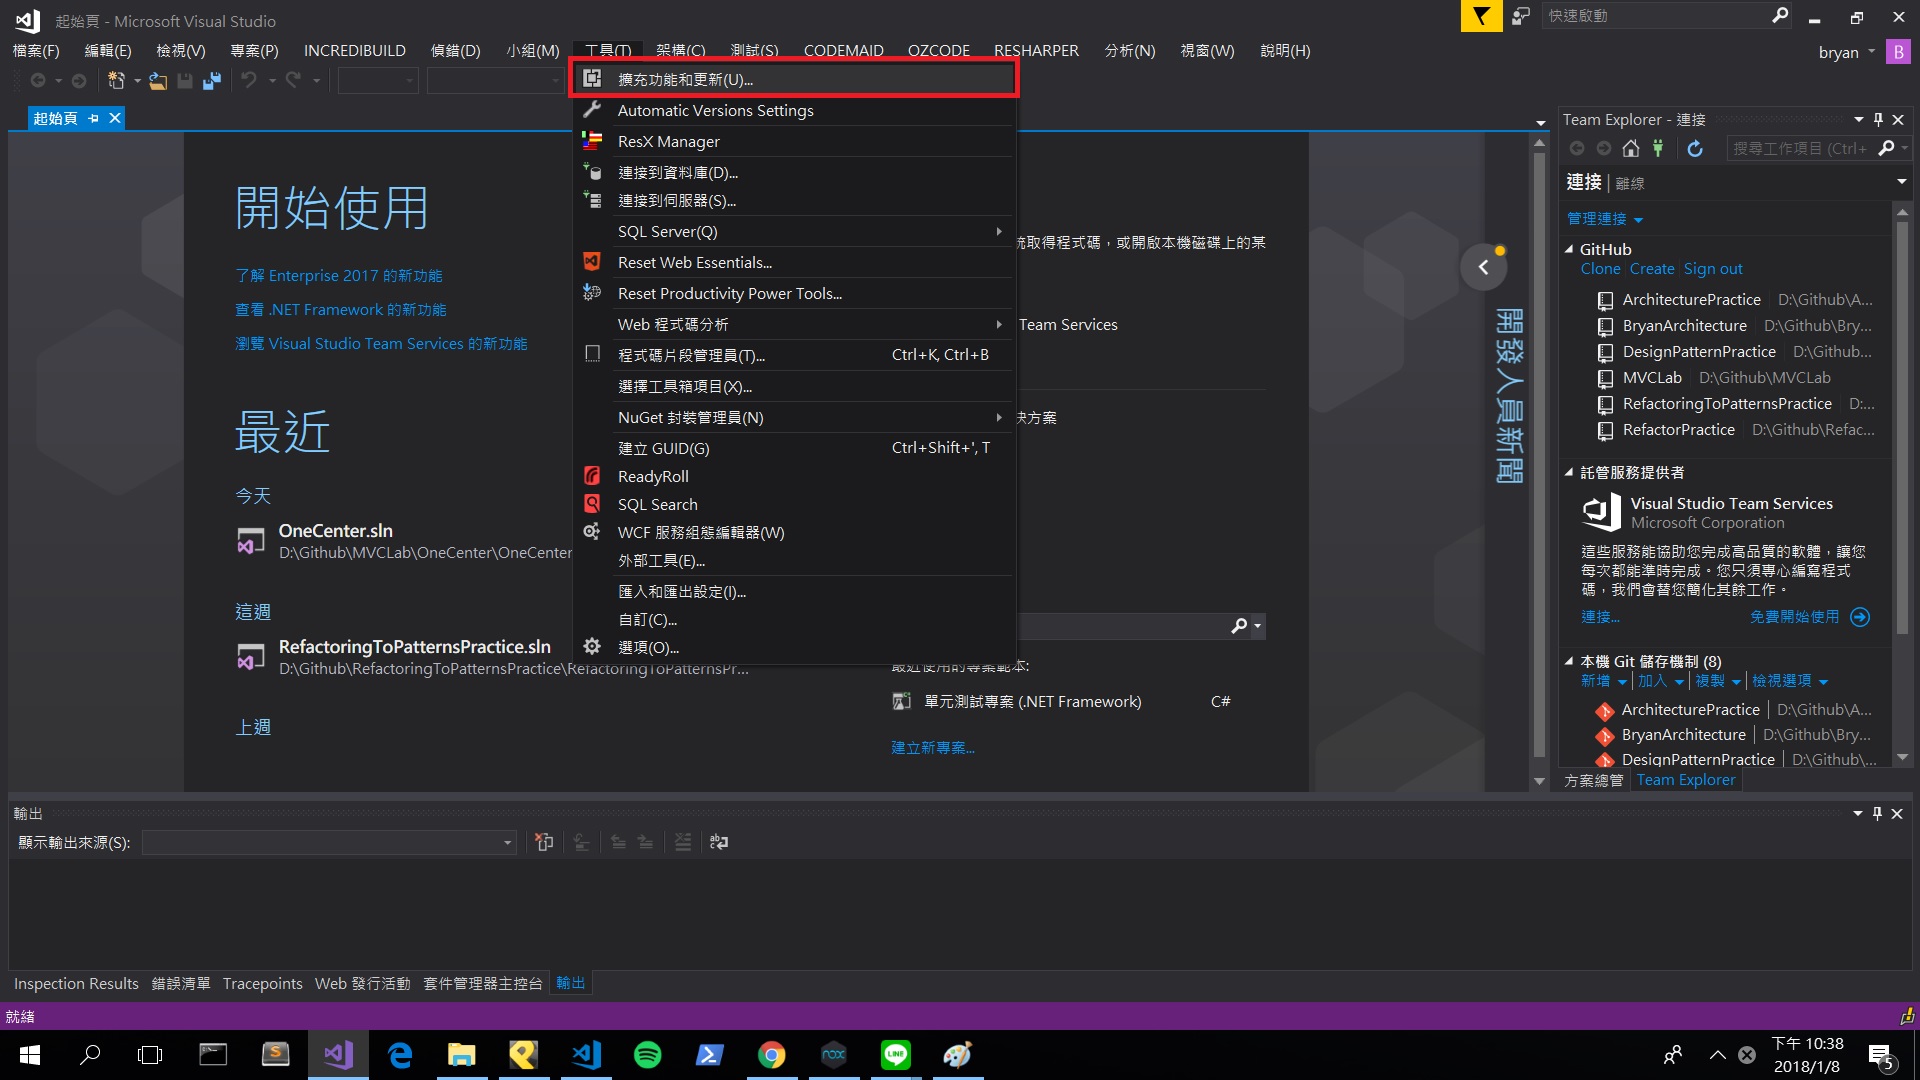 起始頁 - Microsoft Visual Studio
快速啟動
檔案(F) 編輯(E) 檢視(V) 專案(P) INCREDIBUILD 偵錯(D) 小組(M) 工具(T) 架構(C) 測試(S) CODEMAID OZCODE RESHARPER 分析(N) 視窗(W) 說明(H)
bryan B
起始頁
擴充功能和更新(U)...
Automatic Versions Settings
ResX Manager
連接到資料庫(D)...
連接到伺服器(S)...
SQL Server(Q)
Reset Web Essentials...
Reset Productivity Power Tools...
Web 程式碼分析
程式碼片段管理員(T)... Ctrl+K, Ctrl+B
選擇工具箱項目(X)...
NuGet 封裝管理員(N)
建立 GUID(G) Ctrl+Shift+', T
ReadyRoll
SQL Search
WCF 服務組態編輯器(W)
外部工具(E)...
匯入和匯出設定(I)...
自訂(C)...
選項(O)...
開始使用
了解 Enterprise 2017 的新功能
查看 .NET Framework 的新功能
瀏覽 Visual Studio Team Services 的新功能
最近
今天
OneCenter.sln
D:\Github\MVCLab\OneCenter\OneCenter
這週
RefactoringToPatternsPractice.sln
D:\Github\RefactoringToPatternsPractice\RefactoringToPatternsPr...
上週
取得程式碼，或開啟本機磁碟上的某
Team Services
方案
最近使用的專案範本:
單元測試專案 (.NET Framework) C#
建立新專案...
開發人員新聞
Team Explorer - 連接
搜尋工作項目 (Ctrl+
連接 | 離線
管理連接
GitHub
Clone Create Sign out
ArchitecturePractice D:\Github\A...
BryanArchitecture D:\Github\Bry...
DesignPatternPractice D:\Github...
MVCLab D:\Github\MVCLab
RefactoringToPatternsPractice D:...
RefactorPractice D:\Github\Refac...
託管服務提供者
Visual Studio Team Services
Microsoft Corporation
這些服務能協助您完成高品質的軟體，讓您
每次都能準時完成。您只須專心編寫程式
碼，我們會替您簡化其餘工作。
連接... 免費開始使用
本機 Git 儲存機制 (8)
新增 加入 複製 檢視選項
ArchitecturePractice D:\Github\A...
BryanArchitecture D:\Github\Bry...
DesignPatternPractice D:\Github\...
方案總管 Team Explorer
輸出
顯示輸出來源(S):
Inspection Results 錯誤清單 Tracepoints Web 發行活動 套件管理器主控台 輸出
就緒
nox
LINE
下午 10:38
2018/1/8
5